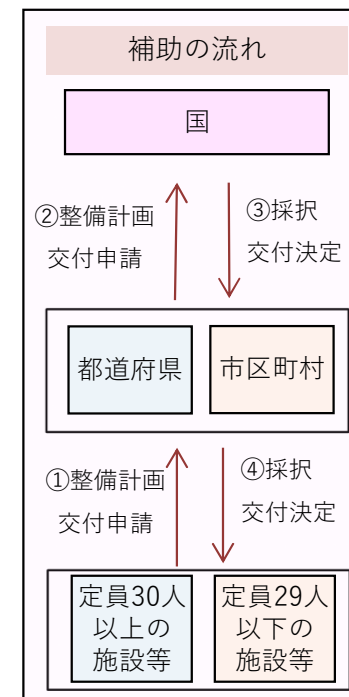 補助の流れ
国
②整備計画
交付申請
③採択
交付決定
都道府県
市区町村
①整備計画
交付申請
④採択
交付決定
定員30人
以上の
施設等
定員29人
以下の
施設等